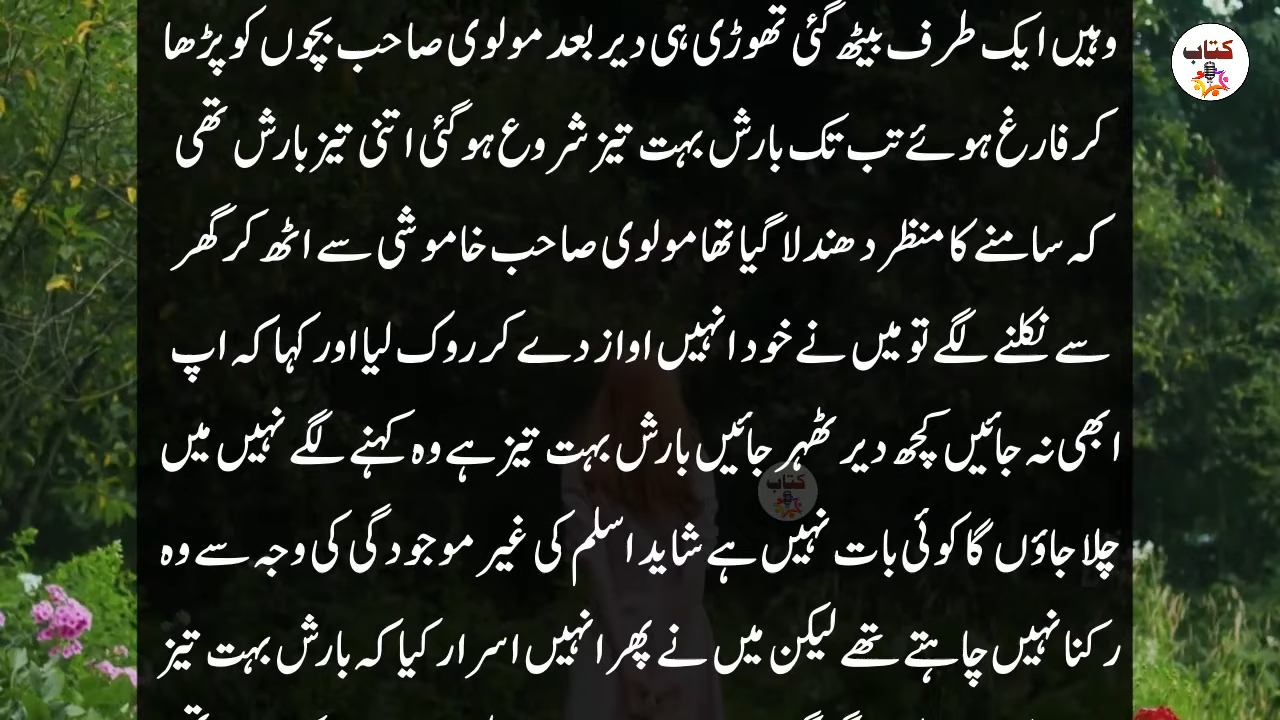 کتاب
وہیں ایک طرف بیٹھ گئی تھوڑی ہی دیر بعد مولوی صاحب بچوں کو پڑھا
کر فارغ ہوئے تب تک بارش بہت تیز شروع ہو گئی اتنی تیز بارش تھی
کہ سامنے کا منظر دھندلا گیا تھا مولوی صاحب خاموشی سے اٹھ کر گھر
سے نکلنے لگے تو میں نے خود انہیں اواز دے کر روک لیا اور کہا کہ اپ
ابھی نہ جائیں کچھ دیر ٹھہر جائیں بارش بہت تیز ہے وہ کہنے لگے نہیں میں
کتاب
چلا جاؤں گا کوئی بات نہیں ہے شاید اسلم کی غیر موجودگی کی وجہ سے وہ
رکنا نہیں چاہتے تھے لیکن میں نے پھر انہیں اسرار کیا کہ بارش بہت تیز